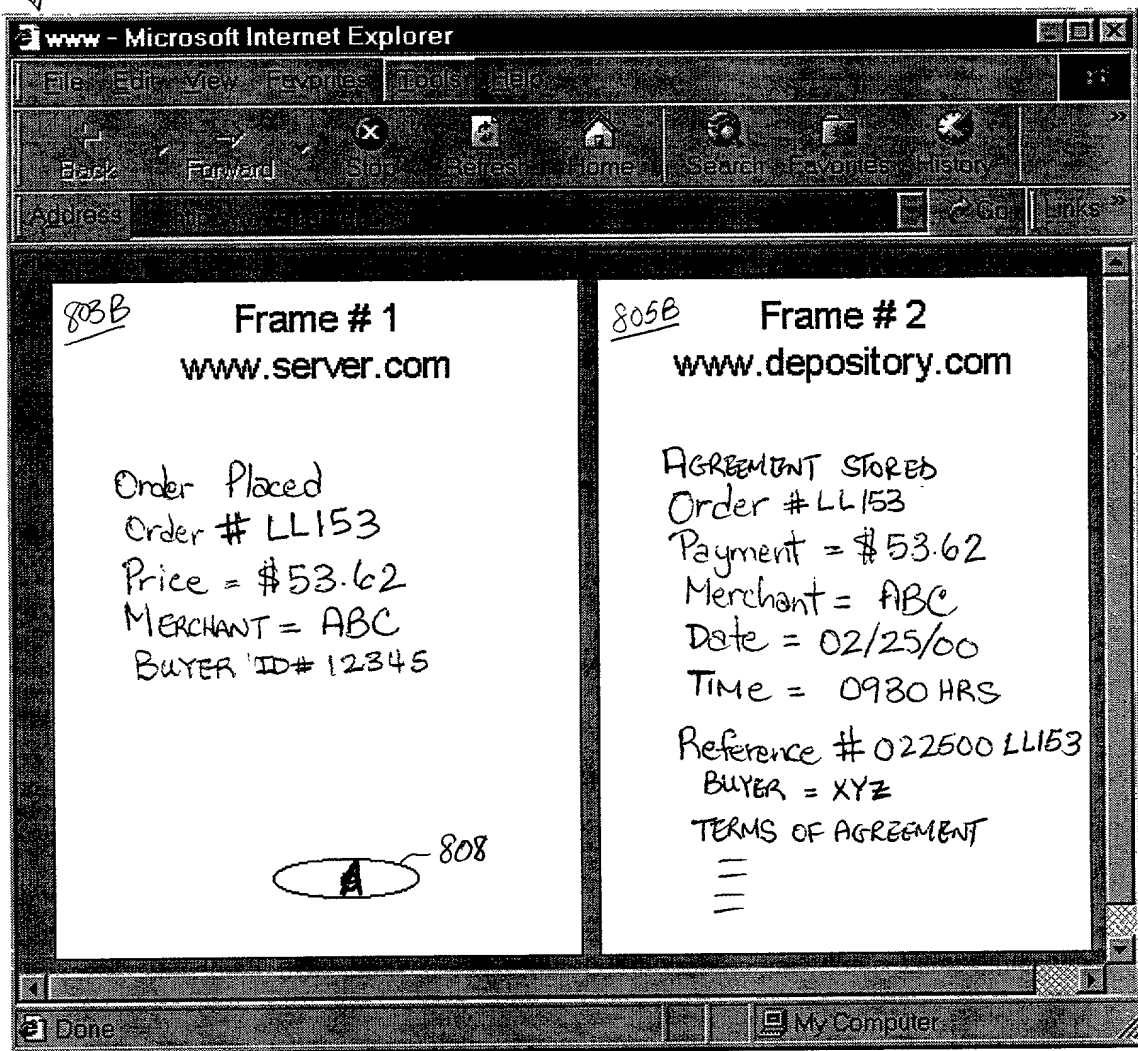 www - Microsoft Internet Explorer
File Edit View Favorites Tools Help
Back Forward Stop Refresh Home Search Favorites History »
Address Go Links »
803B
Frame # 1
www.server.com
Order Placed
Order # LL153
Price = $53.62
MERCHANT = ABC
BUYER ID# 12345
A
808
805B
Frame # 2
www.depository.com
AGREEMENT STORED
Order # LL153
Payment = $53.62
Merchant = ABC
Date = 02/25/00
TIME = 0930 HRS
Reference # 022500 LL153
BUYER = XYZ
TERMS OF AGREEMENT
Done My Computer